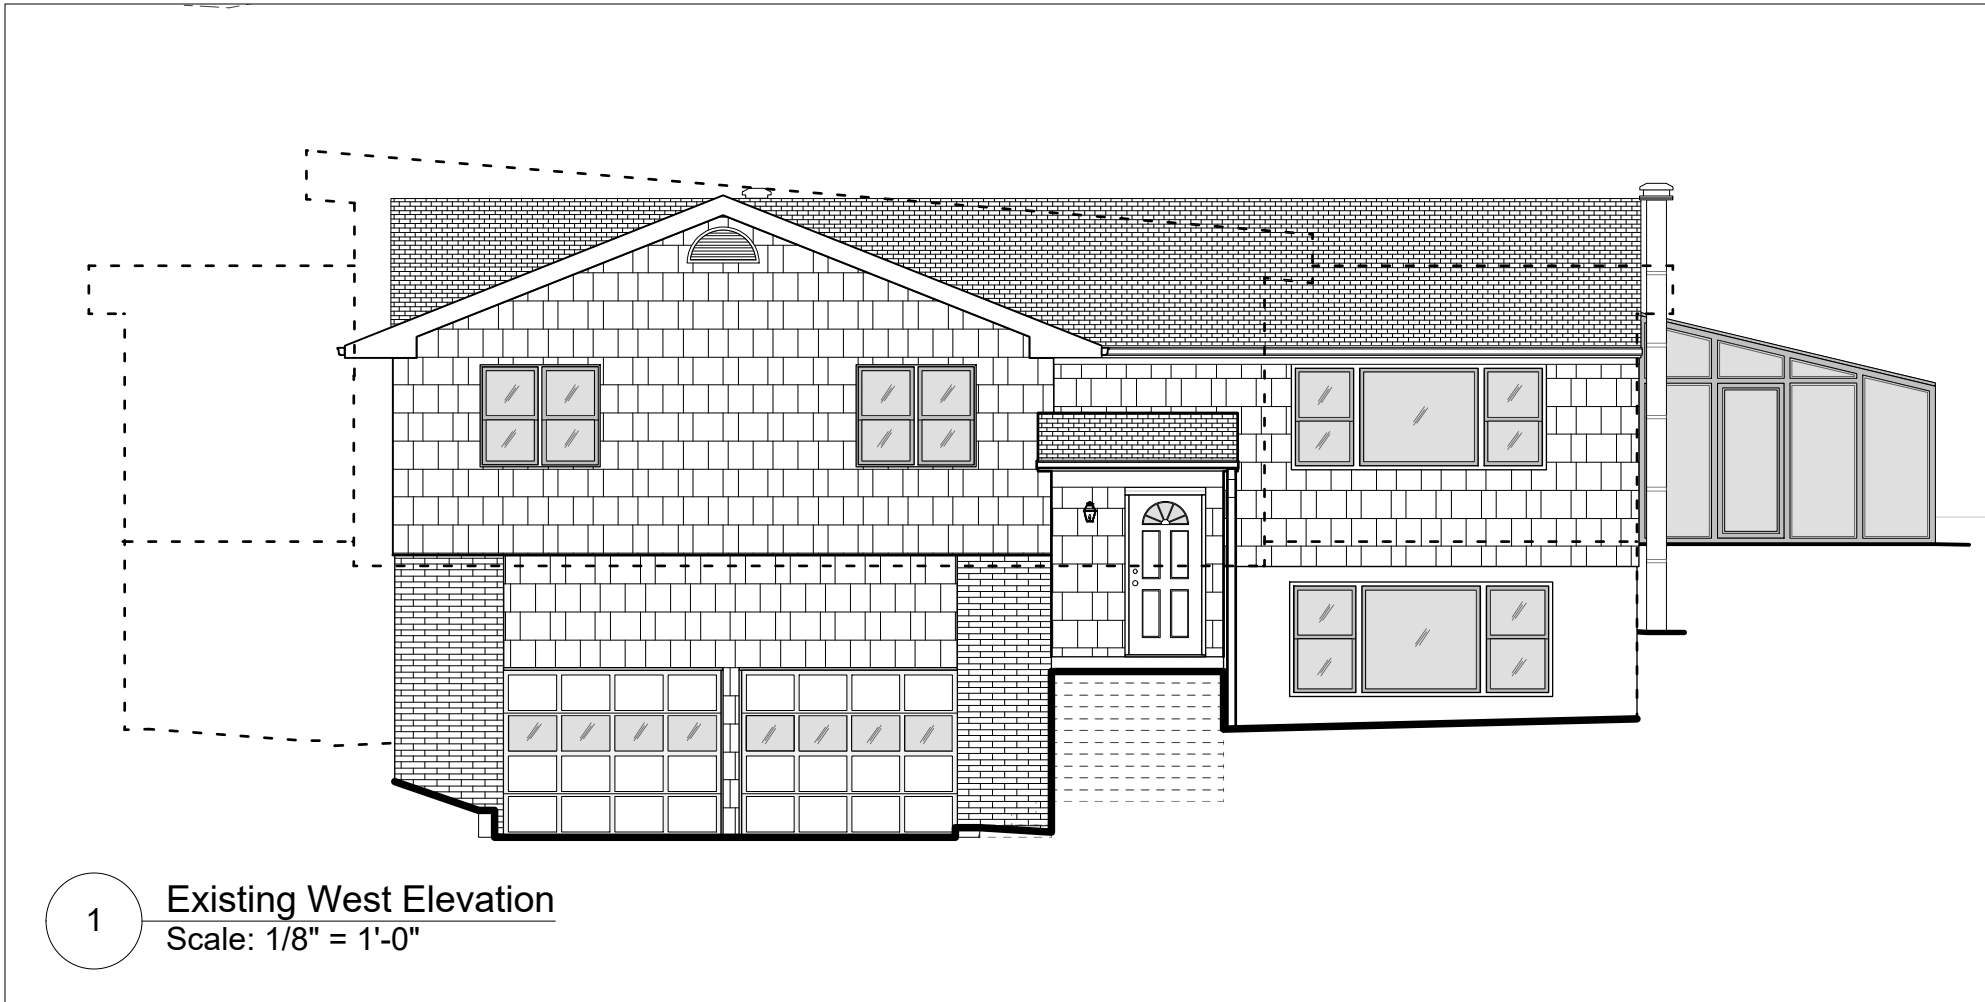 1
Existing West Elevation
Scale: 1/8" = 1'-0"